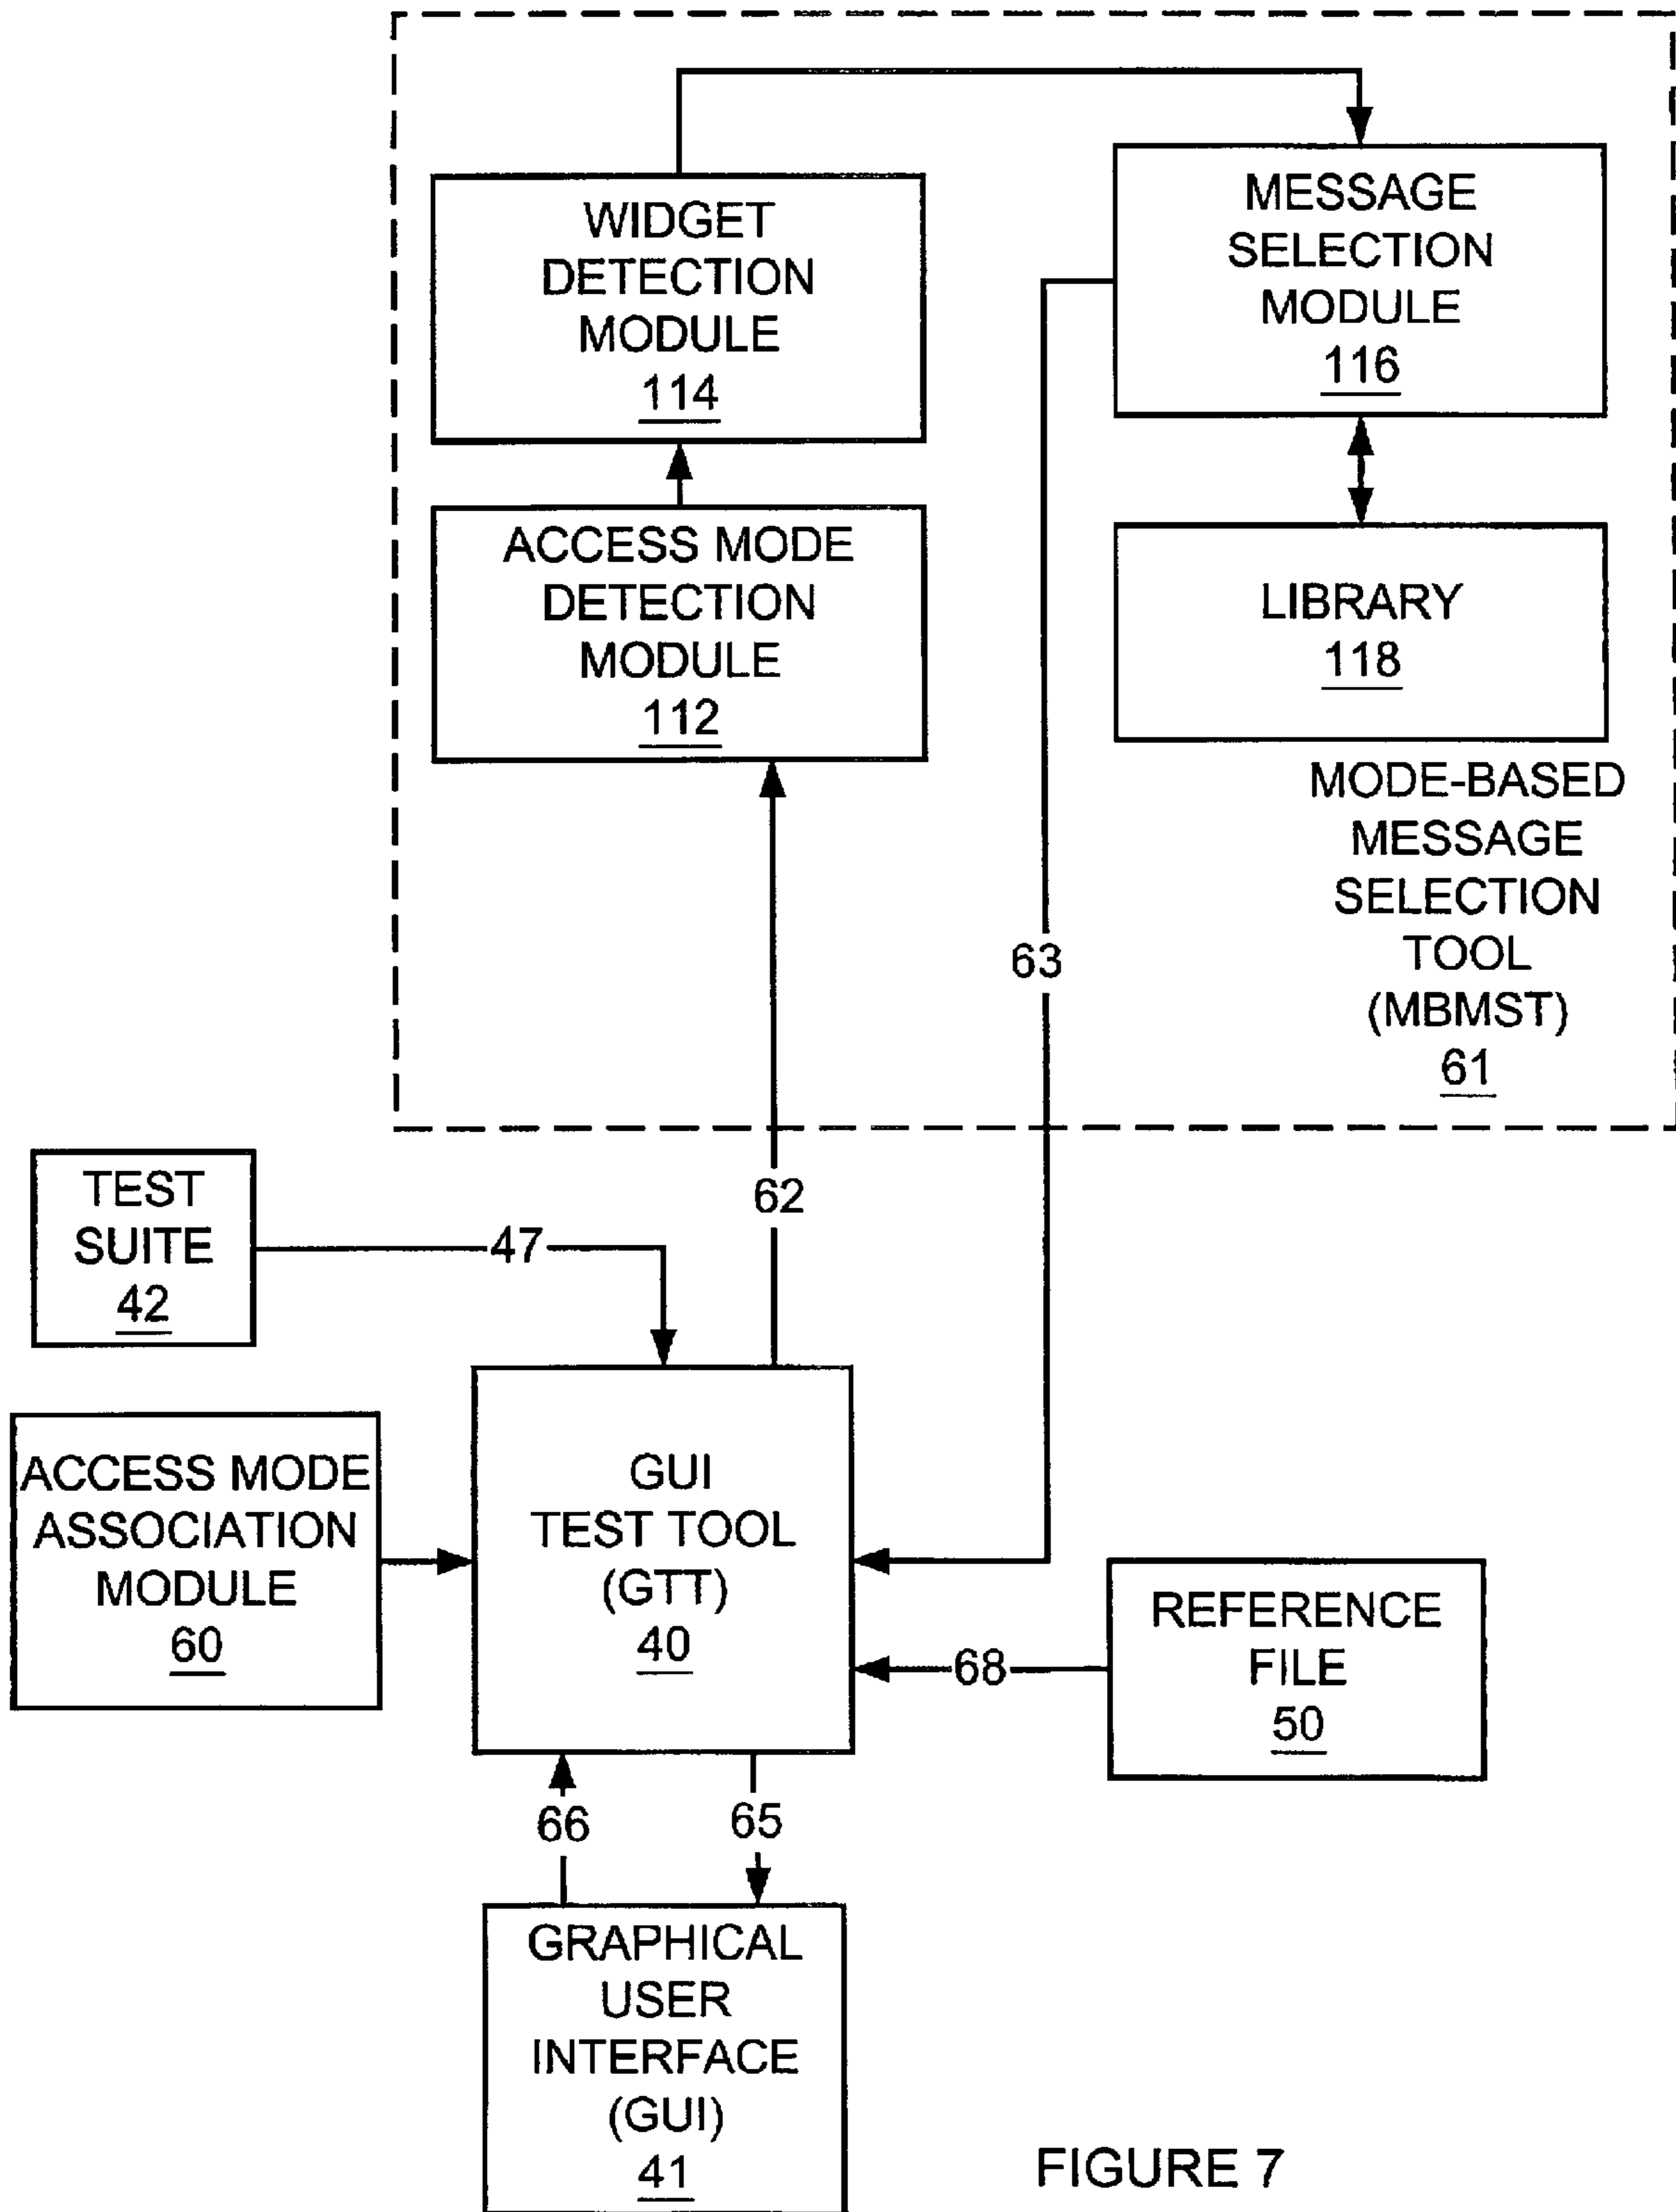 WIDGET
DETECTION
MODULE
114
MESSAGE
SELECTION
MODULE
116
ACCESS MODE
DETECTION
MODULE
112
LIBRARY
118
MODE-BASED
MESSAGE
SELECTION
TOOL
(MBMST)
61
63
62
TEST
SUITE
42
47
ACCESS MODE
ASSOCIATION
MODULE
60
GUI
TEST TOOL
(GTT)
40
REFERENCE
FILE
50
68
66
65
GRAPHICAL
USER
INTERFACE
(GUI)
41
FIGURE 7